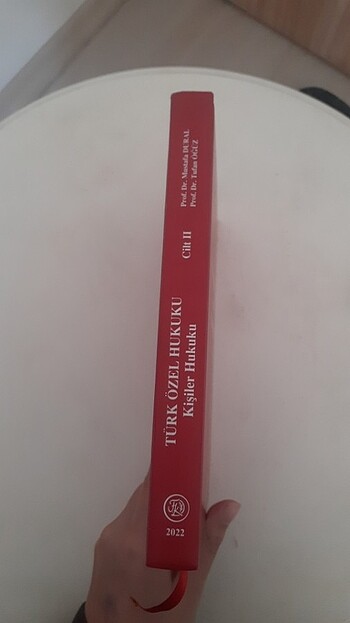 Prof. Dr. Mustafa DURAL
Prof. Dr. Tufan ÖĞÜZ
Cilt II
TÜRK ÖZEL HUKUKU
Kişiler Hukuku
2022